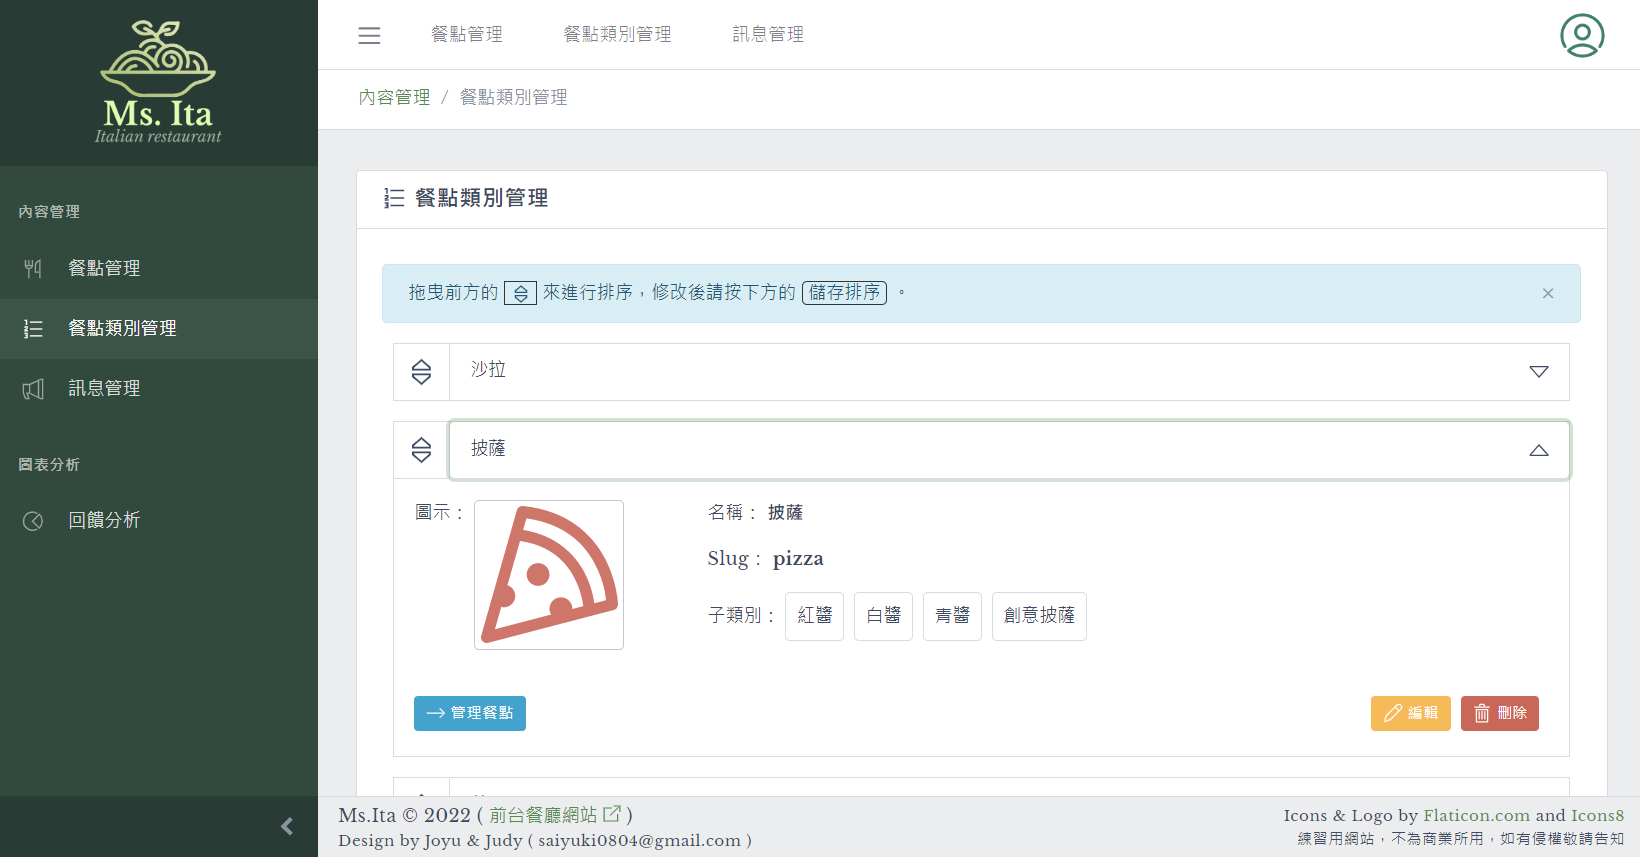 Ms. Ita
Italian restaurant
餐點管理 餐點類別管理 訊息管理
內容管理 / 餐點類別管理
內容管理
餐點管理
餐點類別管理
訊息管理
圖表分析
回饋分析
餐點類別管理
拖曳前方的 來進行排序，修改後請按下方的 儲存排序 。 ×
沙拉
披薩
圖示：
名稱： 披薩
Slug： pizza
子類別： 紅醬 白醬 青醬 創意披薩
管理餐點 編輯 刪除
Ms.Ita © 2022 ( 前台餐廳網站 )
Design by Joyu & Judy ( saiyuki0804@gmail.com )
Icons & Logo by Flaticon.com and Icons8
練習用網站，不為商業所用，如有侵權敬請告知